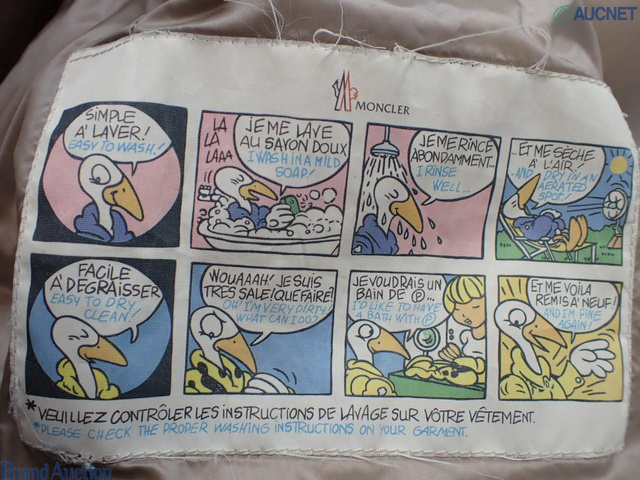 AUCNET
MONCLER
SIMPLE
A' LAVER!
EASY TO WASH!
LA
LA
LAAA
JE ME LAVE
AU SAVON DOUX
I WASH IN A MILD
SOAP!
JE ME RINCE
ABONDAMMENT...
I RINSE
WELL...
..ET ME SÈCHE
A' L'AIR
..AND DRY IN AN
AERATED
SPOT!
FACILE
A' DÉGRAISSER
EASY TO DRY
CLEAN!
WOUAAAH! JE SUIS
TRES SALE! QUE FAIRE?
OH! I'M VERY DIRTY
WHAT CAN I DO?
JE VOUDRAIS UN
BAIN DE Ⓟ...
I'D LIKE TO HAVE
A BATH WITH Ⓟ
ET ME VOILA
REMIS A' NEUF!
AND I'M FINE
AGAIN!
*VEUILLEZ CONTRÔLER LES INSTRUCTIONS DE LAVAGE SUR VÔTRE VÊTEMENT.
*PLEASE CHECK THE PROPER WASHING INSTRUCTIONS ON YOUR GARMENT.
Brand Auction